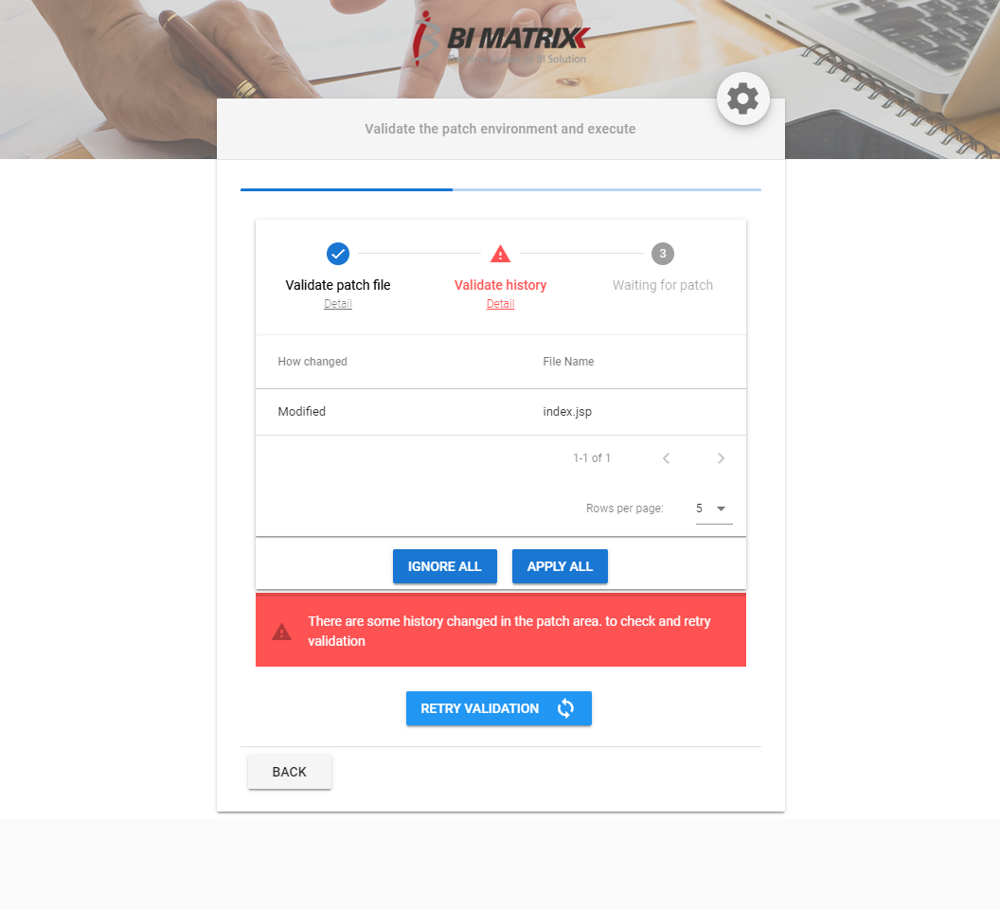 BI MATRIX
BI Solution
Validate the patch environment and execute
3
Validate patch file
Validate history
Waiting for patch
Detail
Detail
How changed
File Name
Modified
index.jsp
1-1 of 1
Rows per page:
5
IGNORE ALL
APPLY ALL
There are some history changed in the patch area. to check and retry
validation
RETRY VALIDATION
BACK